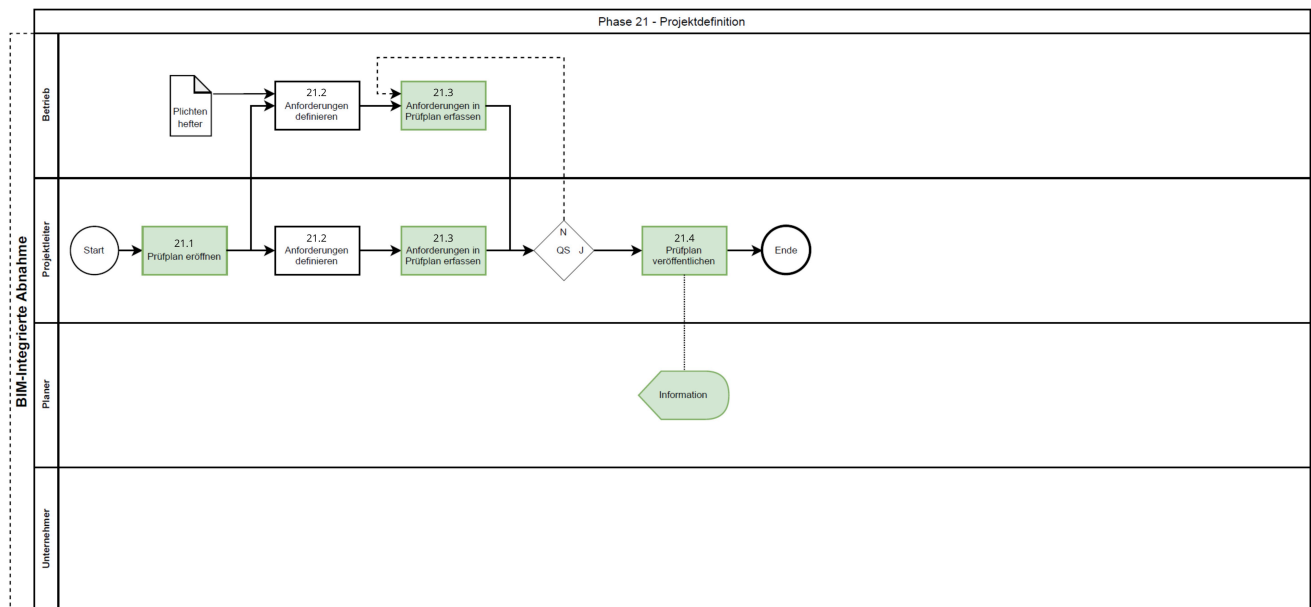 Phase 21 - Projektdefinition
BIM-Integrierte Abnahme
Betrieb
Plichten
hefter
21.2
Anforderungen
definieren
21.3
Anforderungen in
Prüfplan erfassen
Projektleiter
Start
21.1
Prüfplan eröffnen
21.2
Anforderungen
definieren
21.3
Anforderungen in
Prüfplan erfassen
N
QS J
21.4
Prüfplan
veröffentlichen
Ende
Planer
Information
Unternehmer